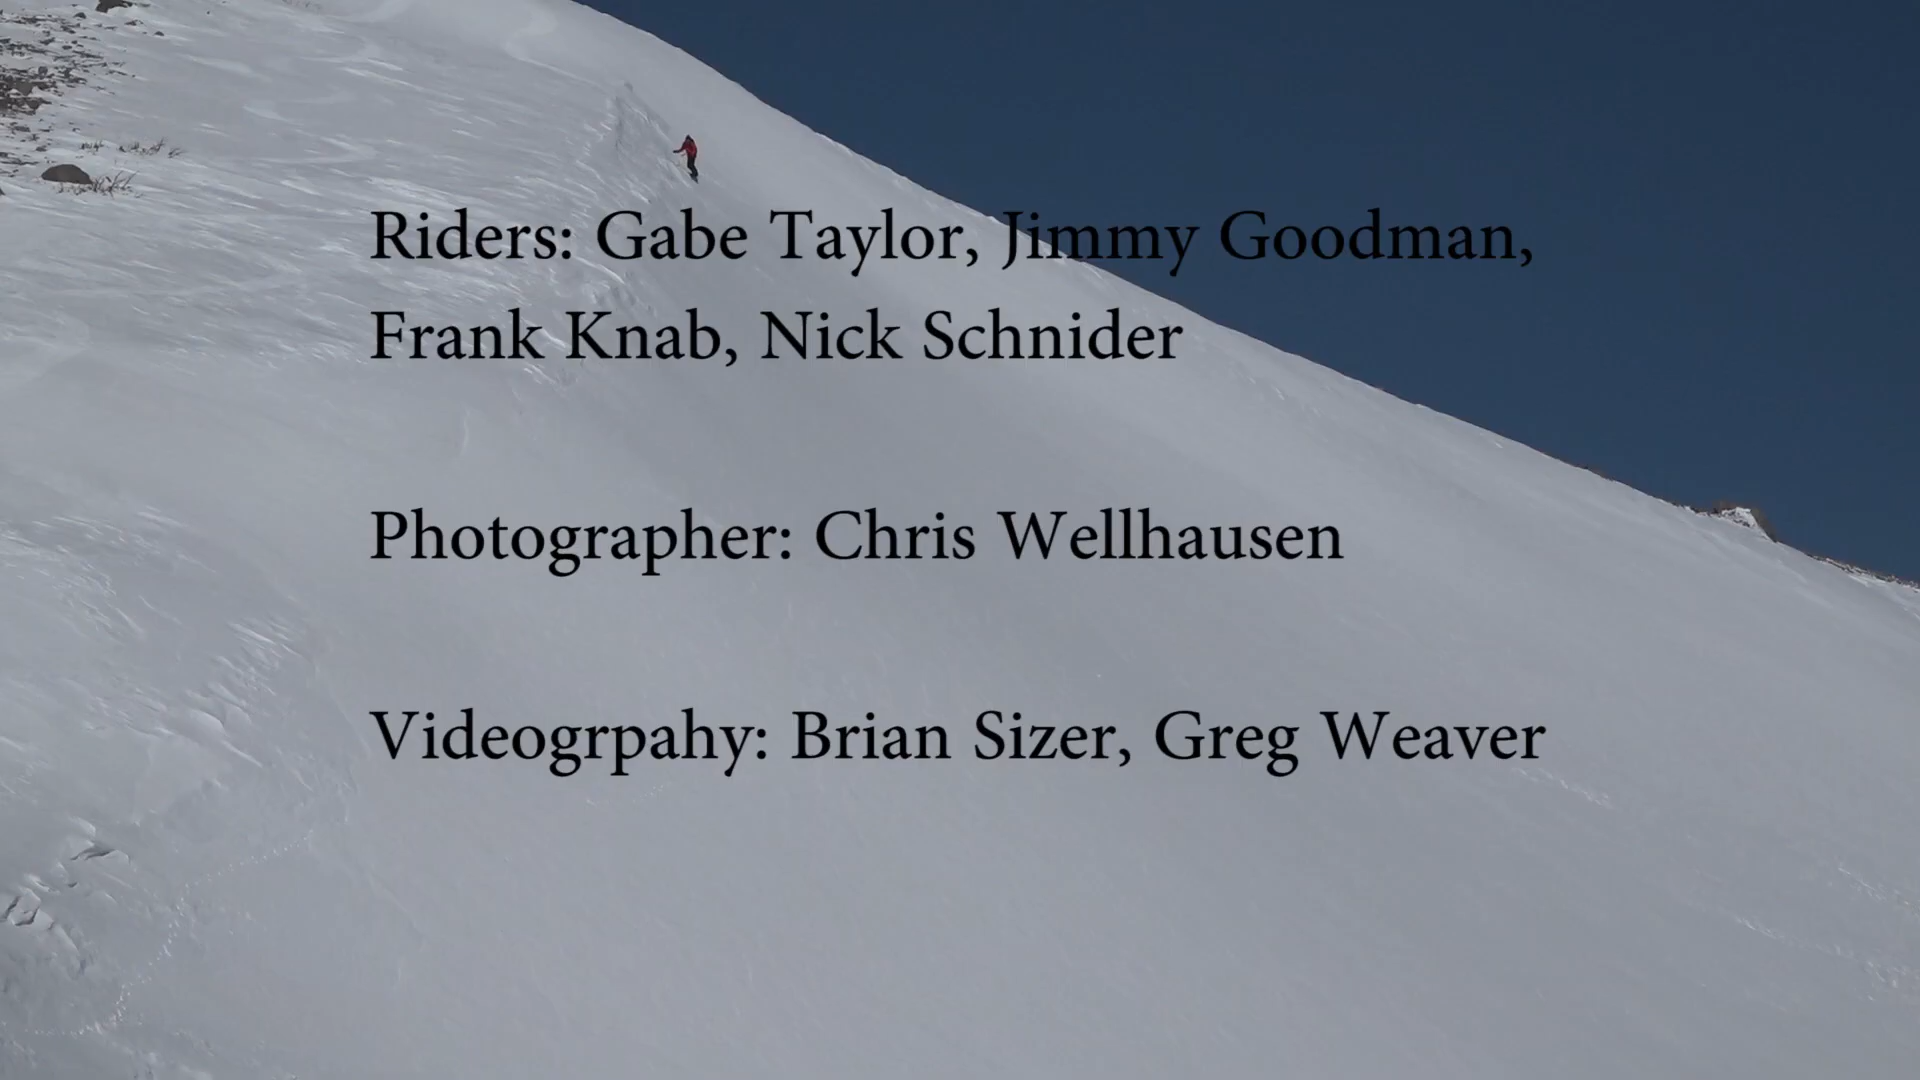 Riders: Gabe Taylor, Jimmy Goodman,
Frank Knab, Nick Schnider
Photographer: Chris Wellhausen
Videogrpahy: Brian Sizer, Greg Weaver